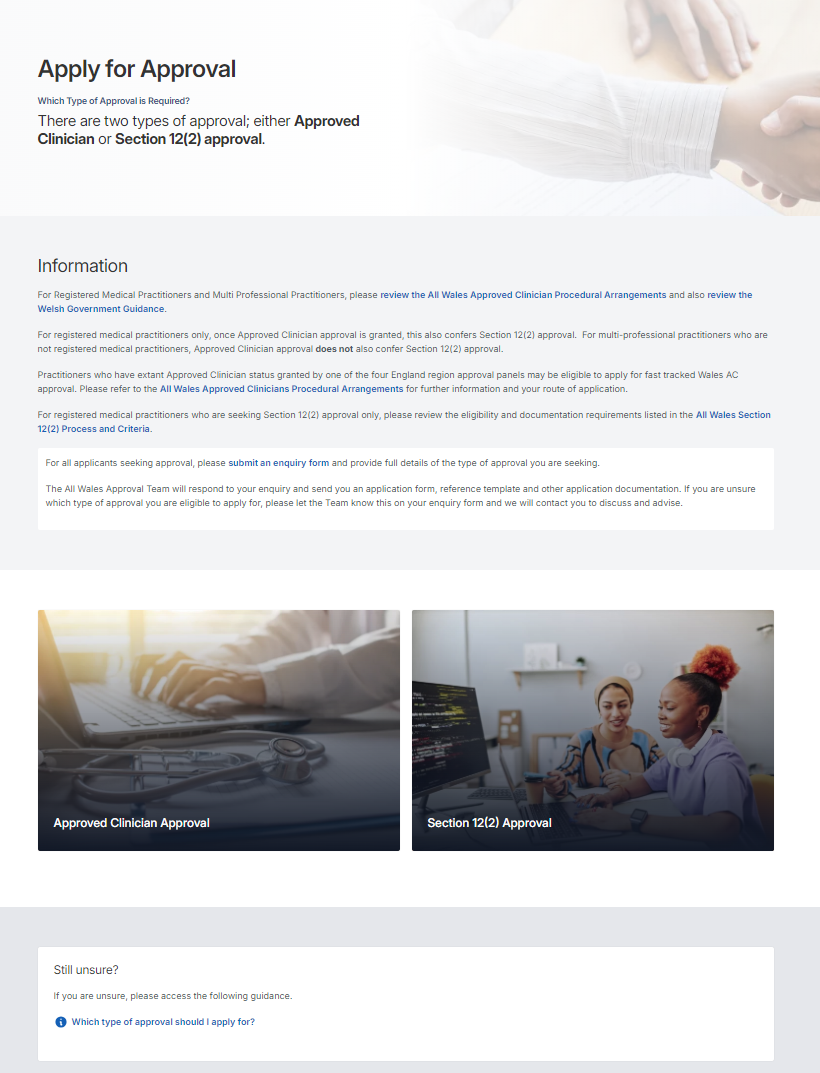 Apply for Approval
Which Type of Approval is Required?
There are two types of approval; either Approved
Clinician or Section 12(2) approval.
Information
For Registered Medical Practitioners and Multi Professional Practitioners, please review the All Wales Approved Clinician Procedural Arrangements and also review the
Welsh Government Guidance.
For registered medical practitioners only, once Approved Clinician approval is granted, this also confers Section 12(2) approval. For multi-professional practitioners who are
not registered medical practitioners, Approved Clinician approval does not also confer Section 12(2) approval.
Practitioners who have extant Approved Clinician status granted by one of the four England region approval panels may be eligible to apply for fast tracked Wales AC
approval. Please refer to the All Wales Approved Clinicians Procedural Arrangements for further information and your route of application.
For registered medical practitioners who are seeking Section 12(2) approval only, please review the eligibility and documentation requirements listed in the All Wales Section
12(2) Process and Criteria.
For all applicants seeking approval, please submit an enquiry form and provide full details of the type of approval you are seeking.
The All Wales Approval Team will respond to your enquiry and send you an application form, reference template and other application documentation. If you are unsure
which type of approval you are eligible to apply for, please let the Team know this on your enquiry form and we will contact you to discuss and advise.
Approved Clinician Approval
Section 12(2) Approval
Still unsure?
If you are unsure, please access the following guidance.
Which type of approval should I apply for?